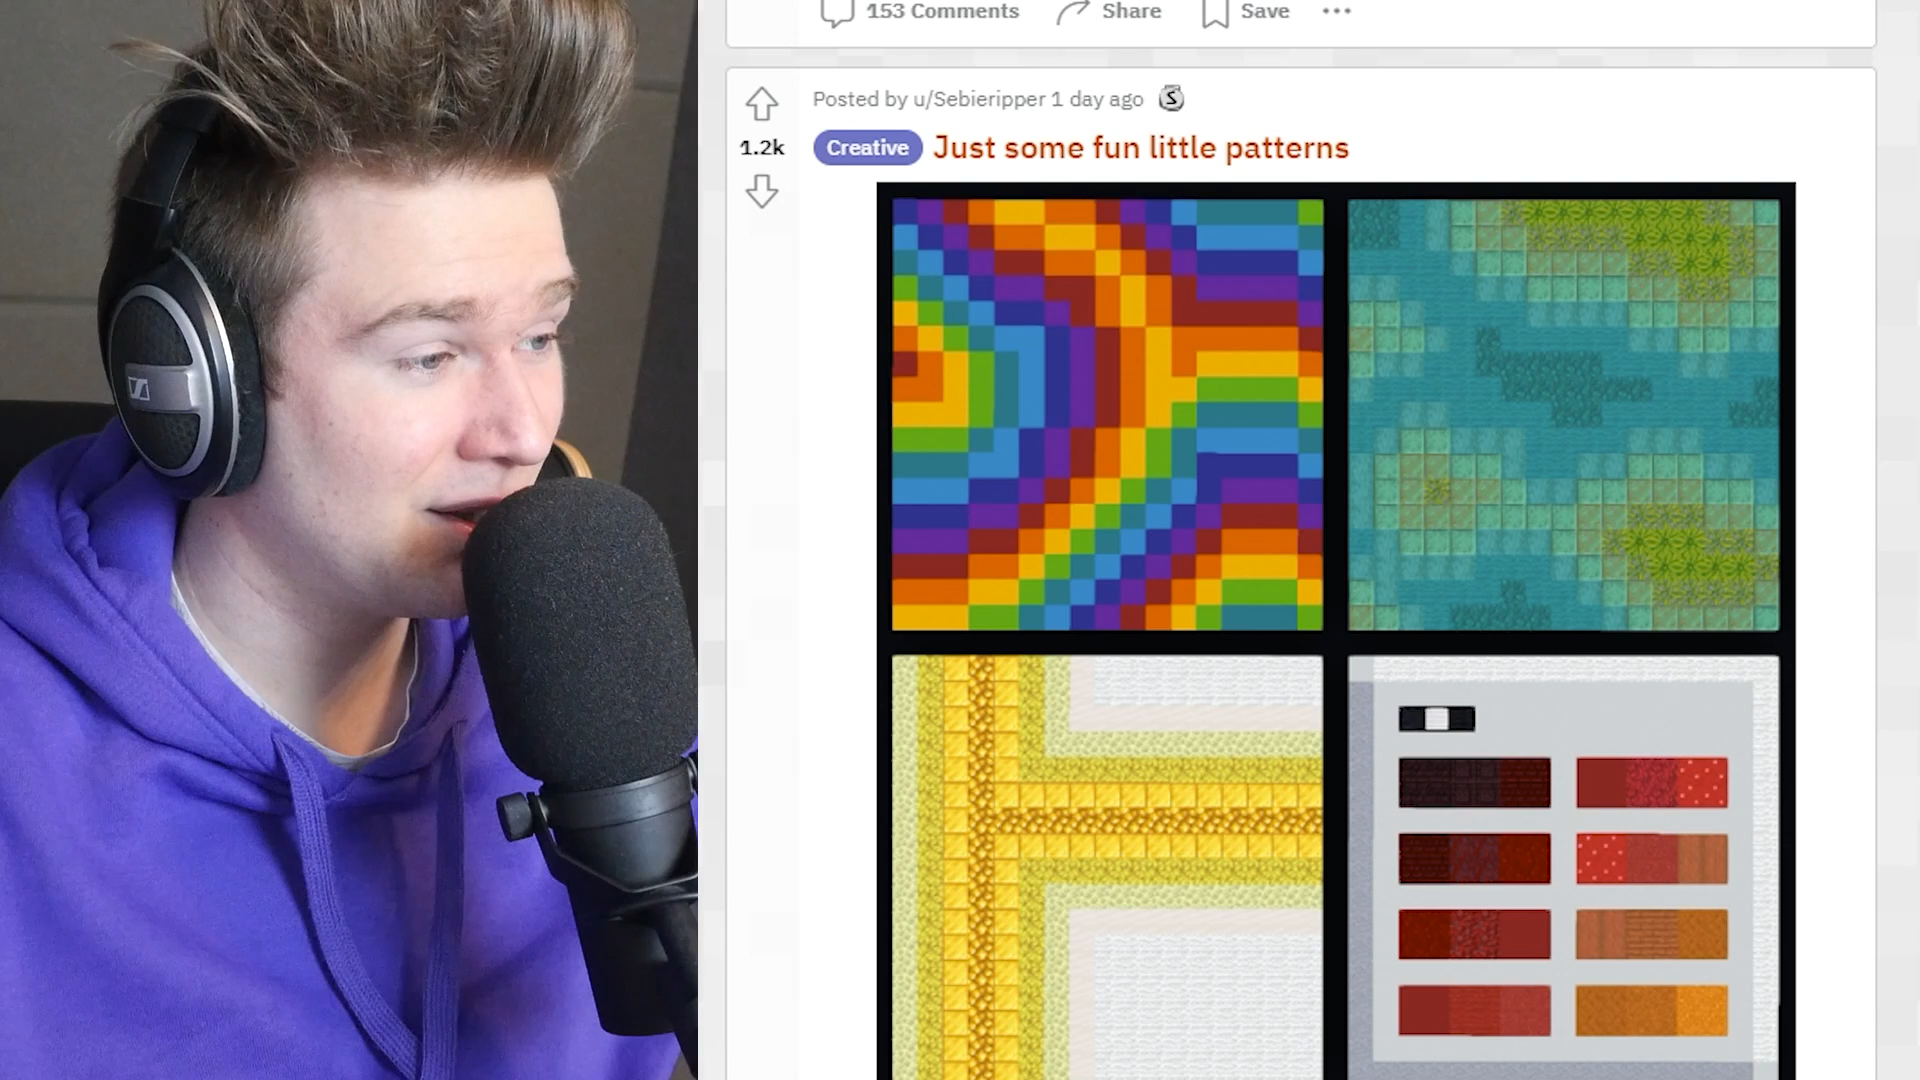 153 Comments Share Save
Posted by u/Sebieripper 1 day ago
1.2k
Creative Just some fun little patterns